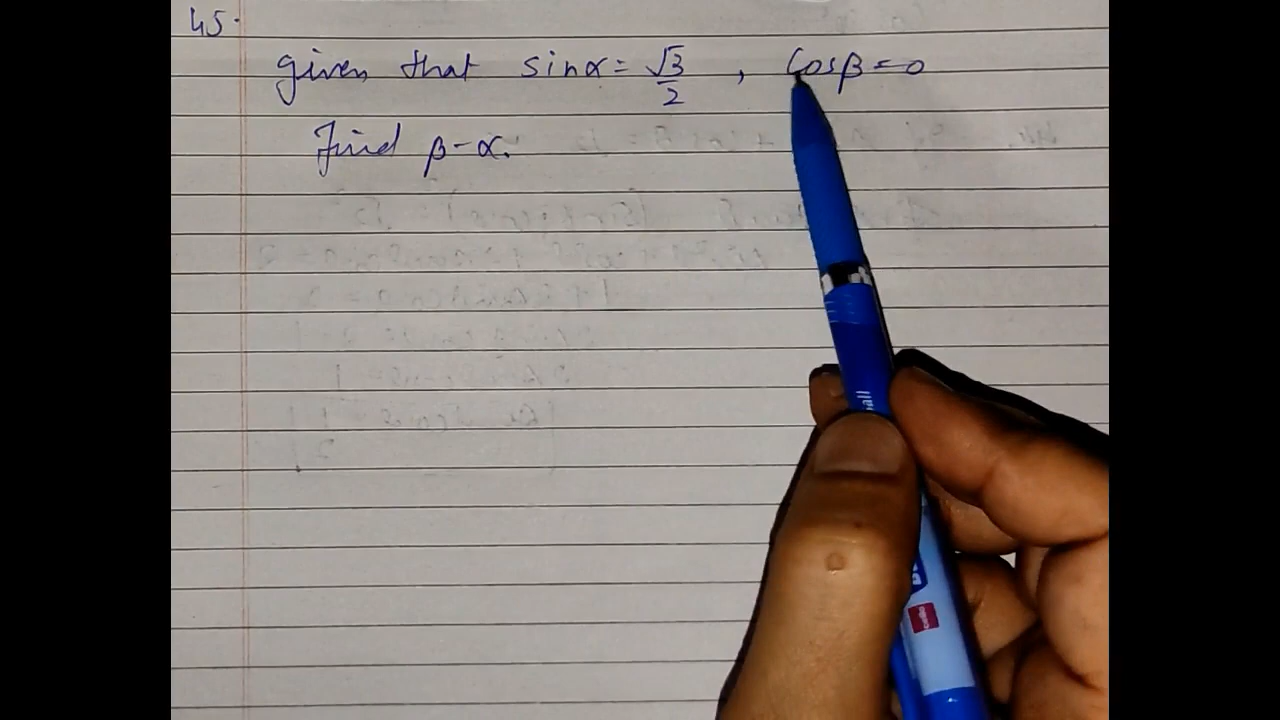 45.
given that sinα = √3/2 , Cosβ = 0
Find β - α.